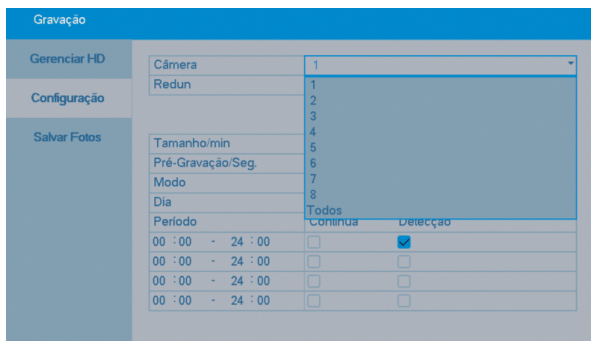 Gravação
Gerenciar HD
Configuração
Salvar Fotos
Câmera 1
Redun
1
2
3
4
5
6
7
8
Todos
Tamanho/min
Pré-Gravação/Seg.
Modo
Dia
Período Contínua Detecção
00 : 00 - 24 : 00
00 : 00 - 24 : 00
00 : 00 - 24 : 00
00 : 00 - 24 : 00